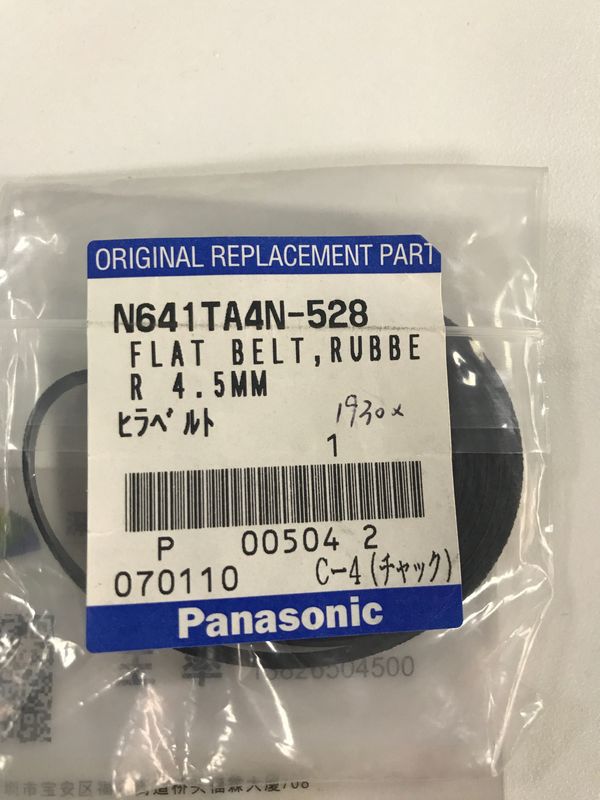 ORIGINAL REPLACEMENT PART
N641TA4N-528
FLAT BELT,RUBBE
R 4.5MM
ﾋﾗﾍﾞﾙﾄ
1930×
1
P 00504 2
070110
C-4(チャック)
Panasonic